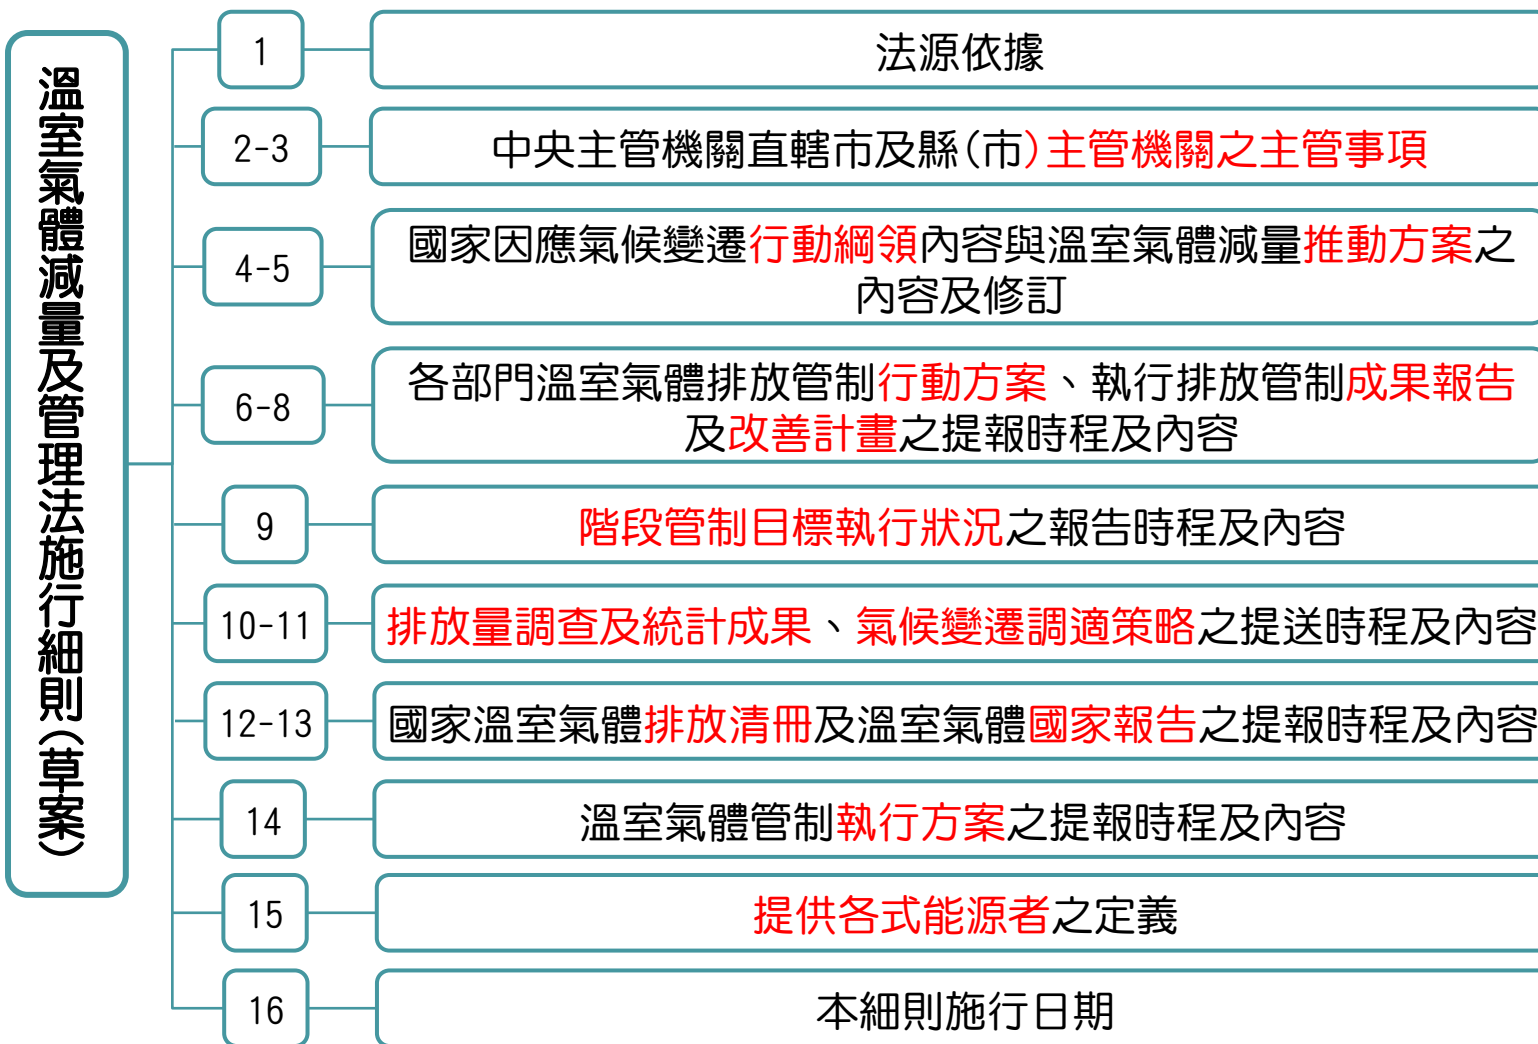 溫室氣體減量及管理法施行細則(草案)
1
法源依據
2-3
中央主管機關直轄市及縣(市)主管機關之主管事項
4-5
國家因應氣候變遷行動綱領內容與溫室氣體減量推動方案之
內容及修訂
6-8
各部門溫室氣體排放管制行動方案、執行排放管制成果報告
及改善計畫之提報時程及內容
9
階段管制目標執行狀況之報告時程及內容
10-11
排放量調查及統計成果、氣候變遷調適策略之提送時程及內容
12-13
國家溫室氣體排放清冊及溫室氣體國家報告之提報時程及內容
14
溫室氣體管制執行方案之提報時程及內容
15
提供各式能源者之定義
16
本細則施行日期